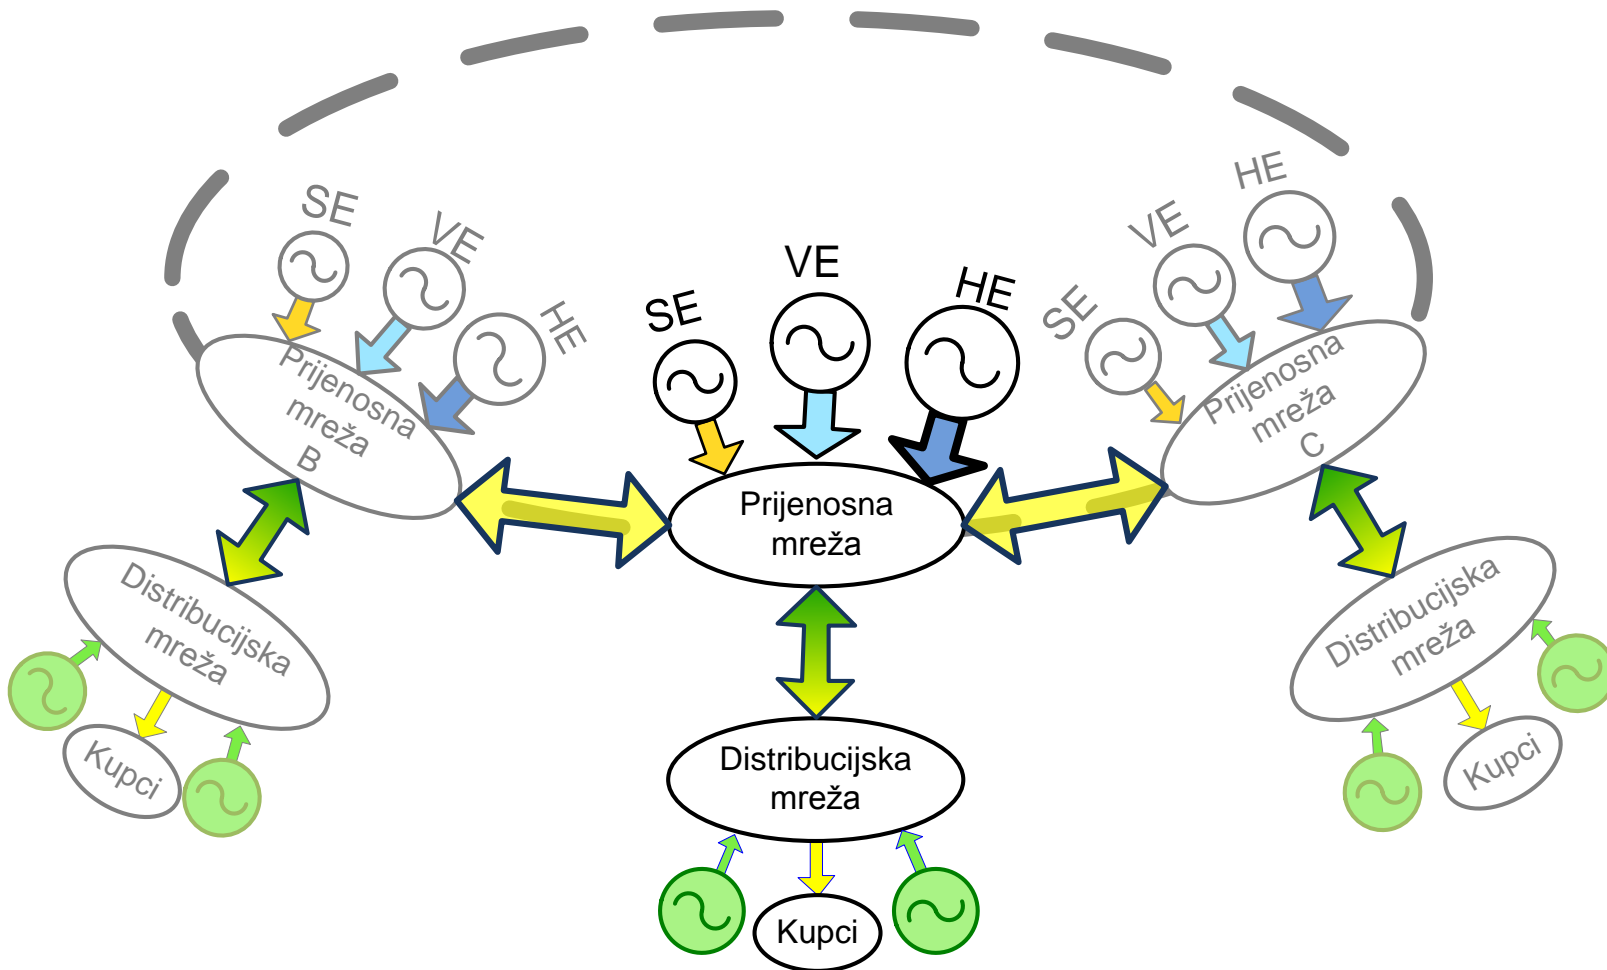 SE
VE
HE
Prijenosna
mreža
B
Distribucijska
mreža
Kupci
SE
VE
HE
Prijenosna
mreža
Distribucijska
mreža
Kupci
SE
VE
HE
Prijenosna
mreža
C
Distribucijska
mreža
Kupci